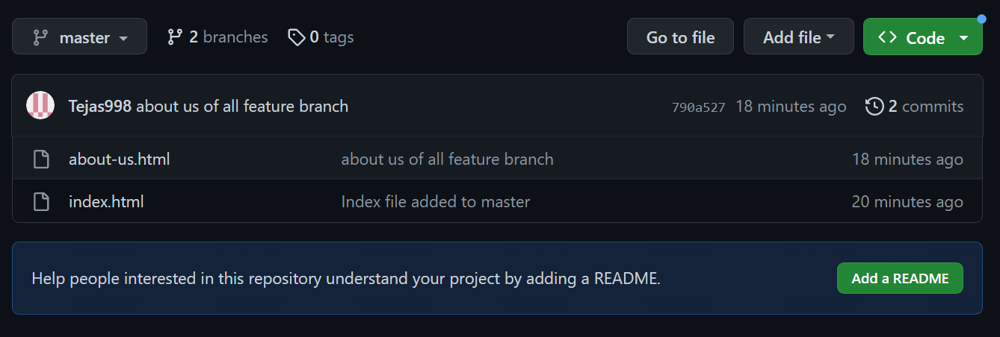 master 2 branches 0 tags Go to file Add file Code
Tejas998 about us of all feature branch 790a527 18 minutes ago 2 commits
about-us.html about us of all feature branch 18 minutes ago
index.html Index file added to master 20 minutes ago
Help people interested in this repository understand your project by adding a README. Add a README